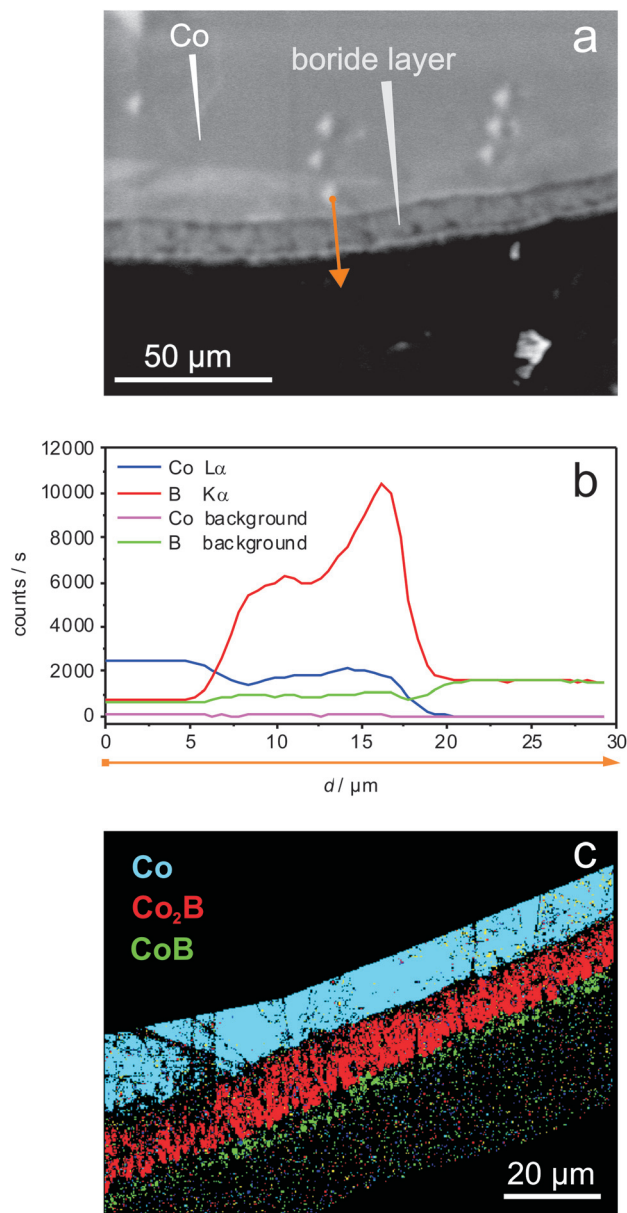 a
Co
boride layer
50 µm
b
12000
10000
8000
6000
4000
2000
0
counts / s
Co Lα
B Kα
Co background
B background
0 5 10 15 20 25 30
d / µm
c
Co
Co₂B
CoB
20 µm